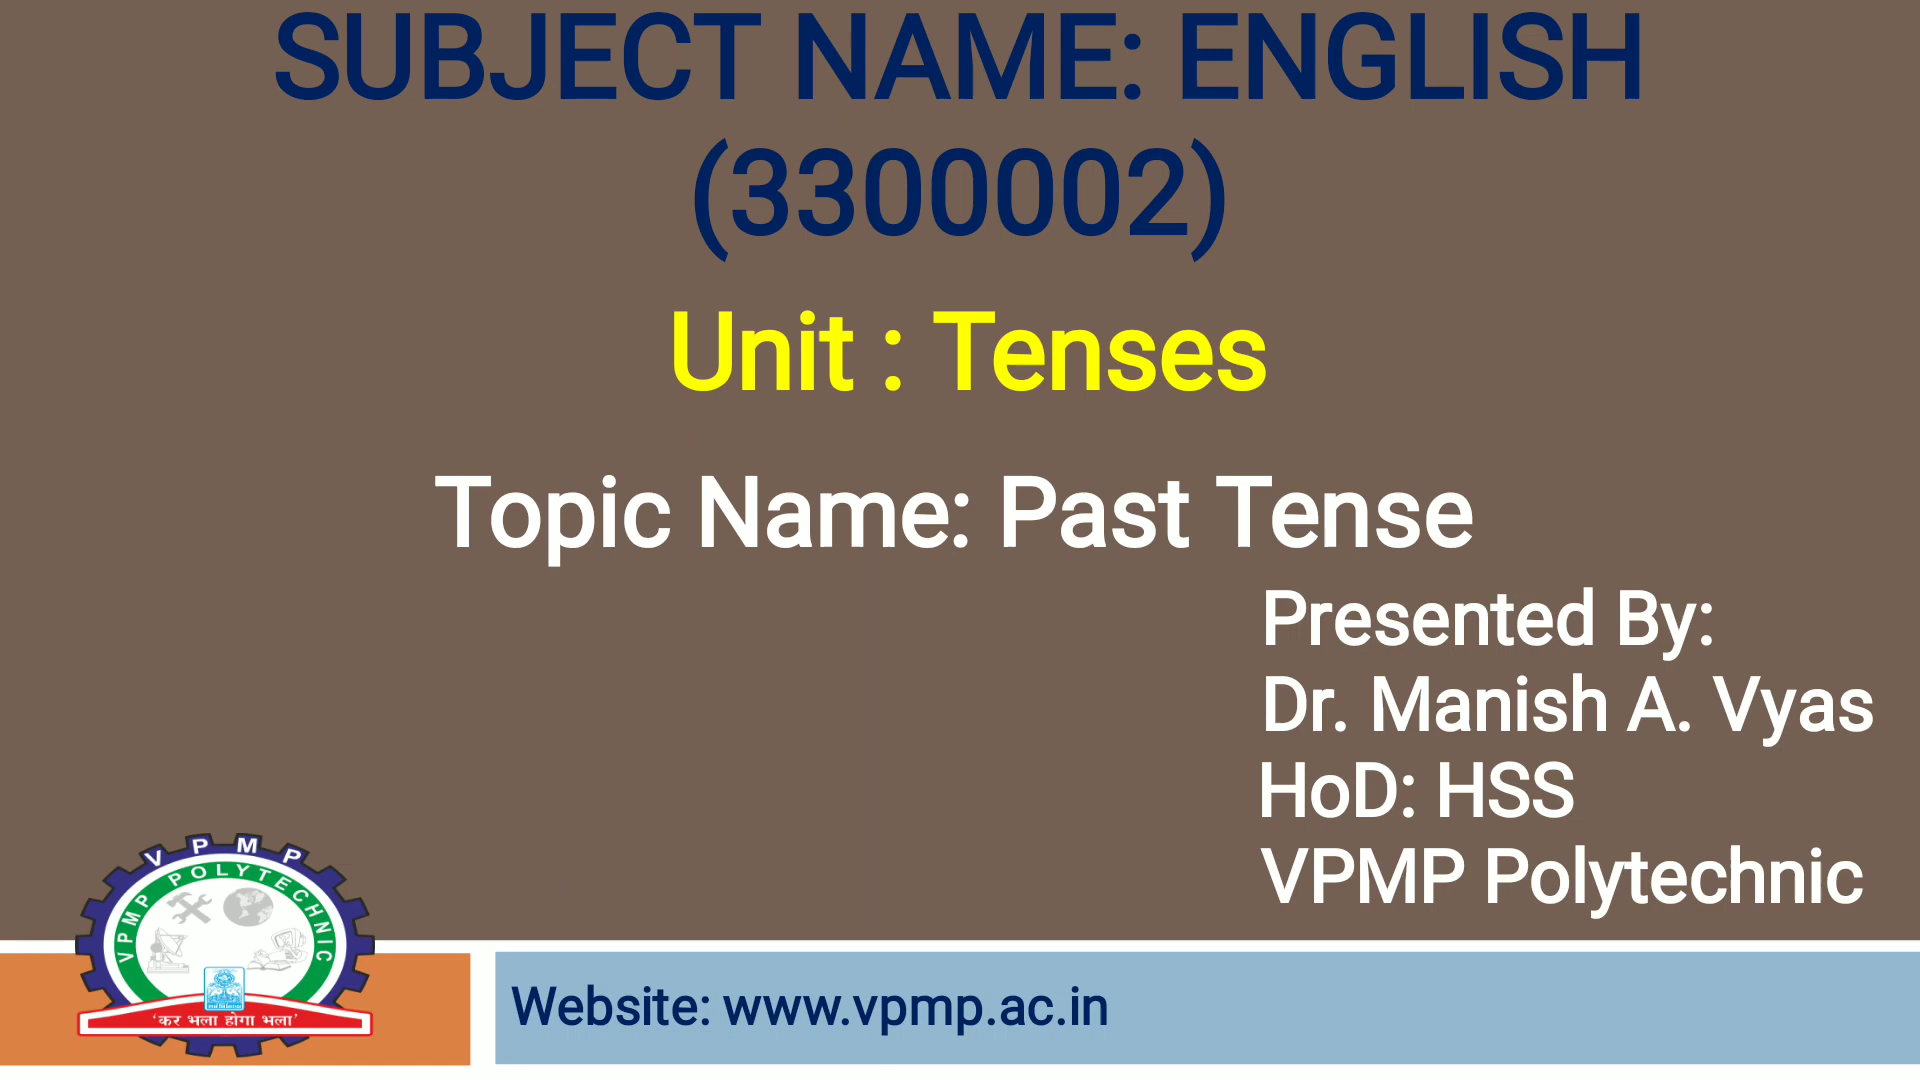 SUBJECT NAME: ENGLISH
(3300002)
Unit : Tenses
Topic Name: Past Tense
Presented By:
Dr. Manish A. Vyas
HoD: HSS
VPMP Polytechnic
V P M P
VPMP POLYTECHNIC
‘कर भला होगा भला’
Website: www.vpmp.ac.in